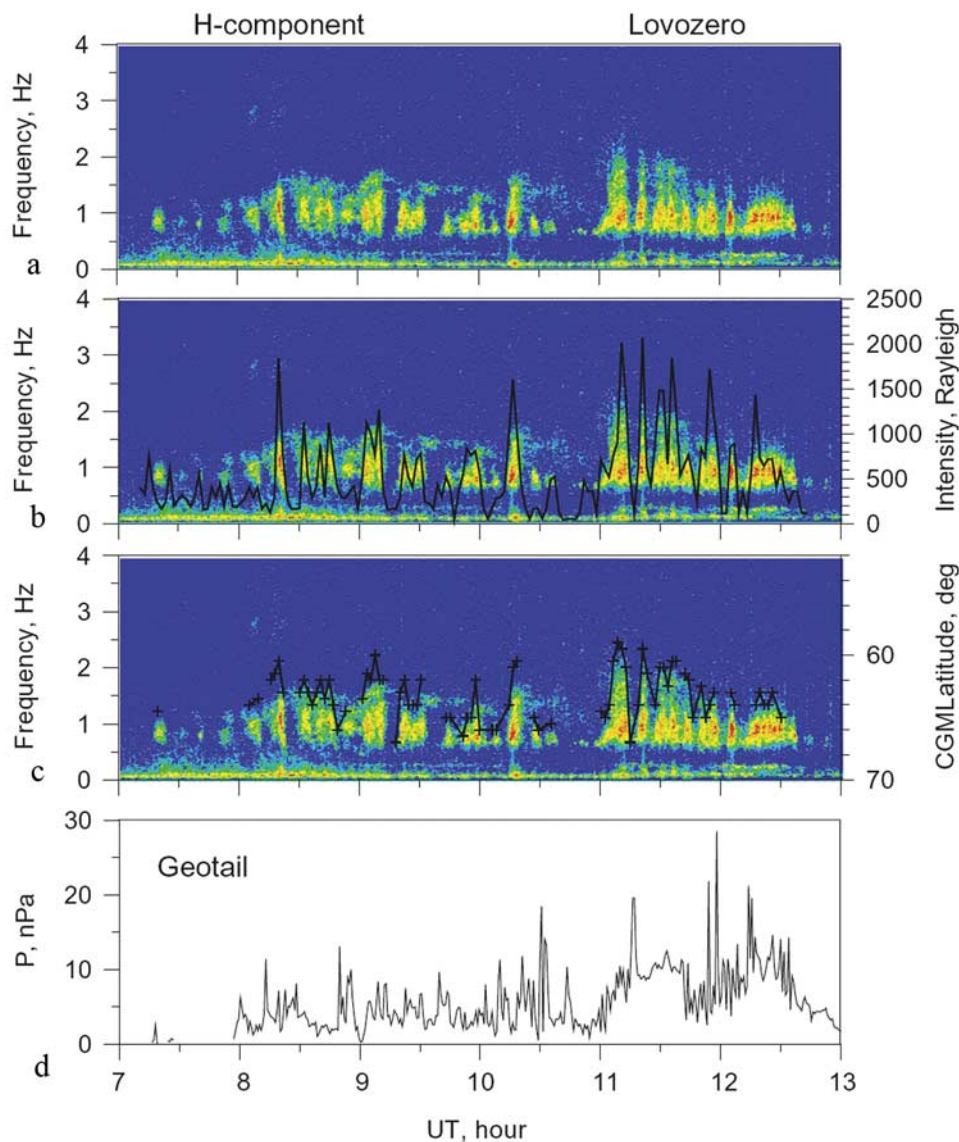 H-component Lovozero
Frequency, Hz
4
3
2
1
0
a
Frequency, Hz
4
3
2
1
0
b
2500
2000
1500
1000
500
0
Intensity, Rayleigh
Frequency, Hz
4
3
2
1
0
c
60
70
CGMLatitude, deg
P, nPa
30
20
10
0
d
Geotail
7 8 9 10 11 12 13
UT, hour